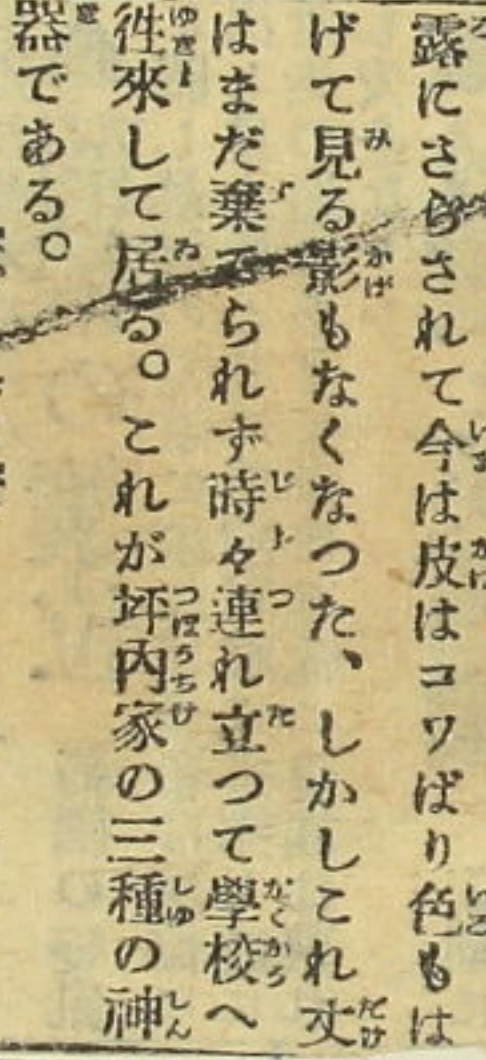 露にさらされて今は皮はコワばり色もは
げて見る影もなくなつた、しかしこれ丈
はまだ棄てられず時々連れ立つて學校へ
徃來して居る。これが坪內家の三種の神
器である。